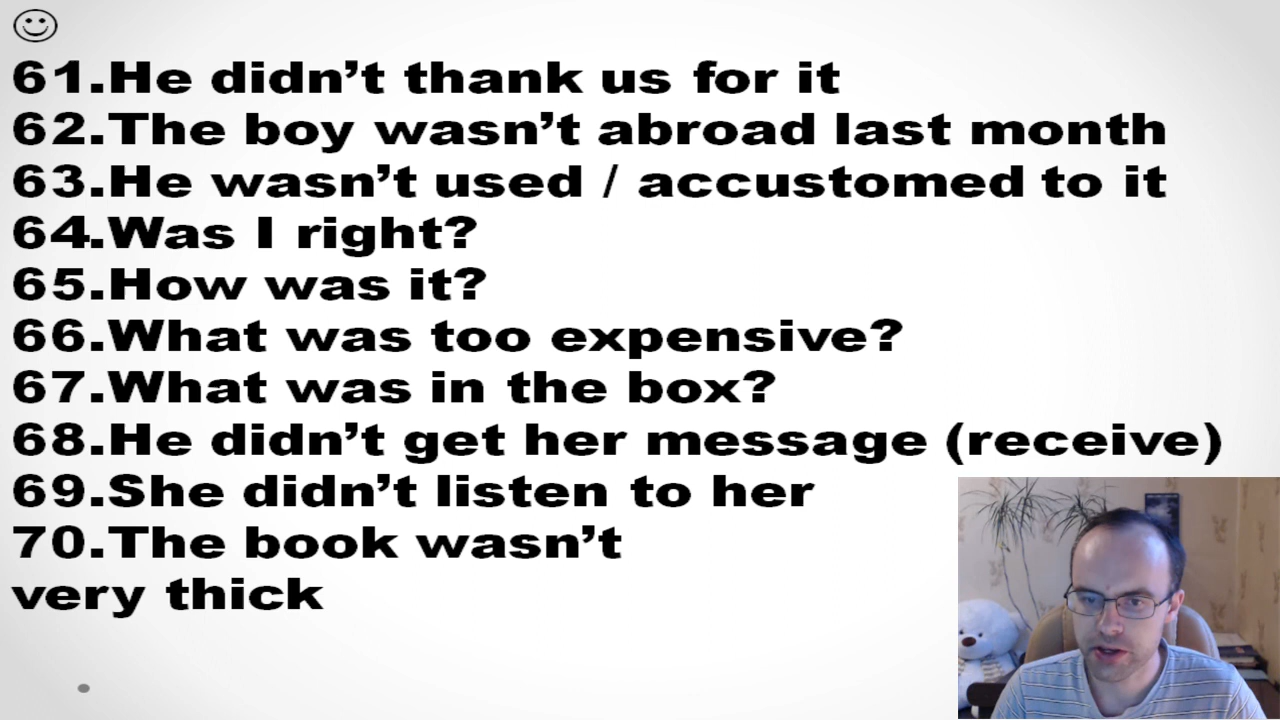 61.He didn’t thank us for it
62.The boy wasn’t abroad last month
63.He wasn’t used / accustomed to it
64.Was I right?
65.How was it?
66.What was too expensive?
67.What was in the box?
68.He didn’t get her message (receive)
69.She didn’t listen to her
70.The book wasn’t
very thick